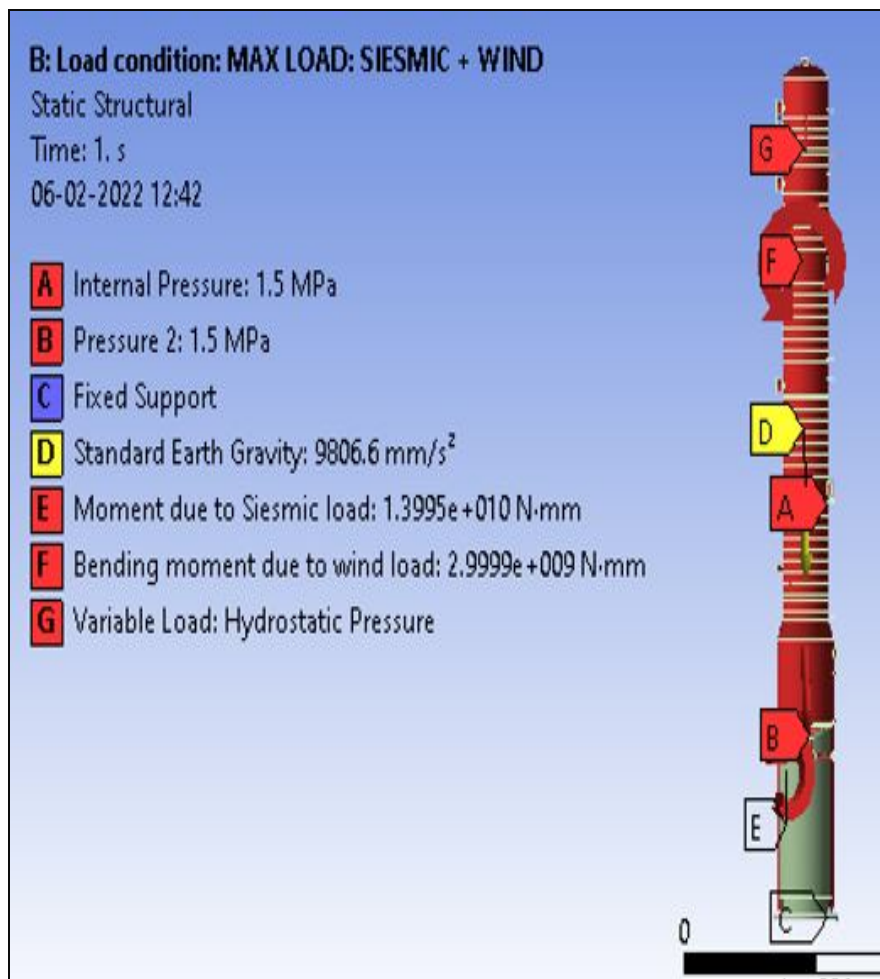 B: Load condition: MAX LOAD: SIESMIC + WIND
Static Structural
Time: 1. s
06-02-2022 12:42
A Internal Pressure: 1.5 MPa
B Pressure 2: 1.5 MPa
C Fixed Support
D Standard Earth Gravity: 9806.6 mm/s²
E Moment due to Siesmic load: 1.3995e+010 N·mm
F Bending moment due to wind load: 2.9999e+009 N·mm
G Variable Load: Hydrostatic Pressure
G
F
D
A
B
E
C
0